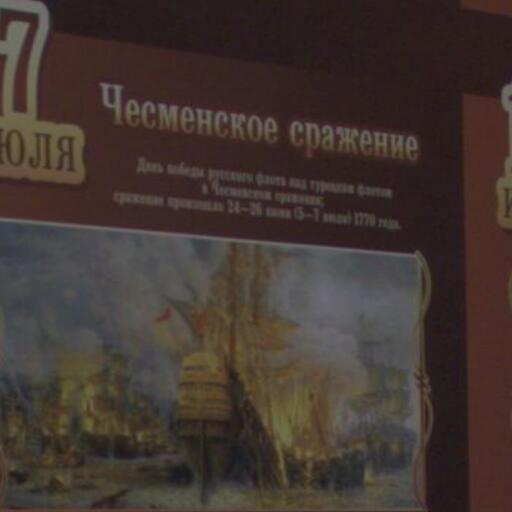 7
ИЮЛЯ
Чесменское сражение
День победы русского флота над турецким флотом
в Чесменском сражении;
сражение произошло 24–26 июня (5–7 июля) 1770 года.